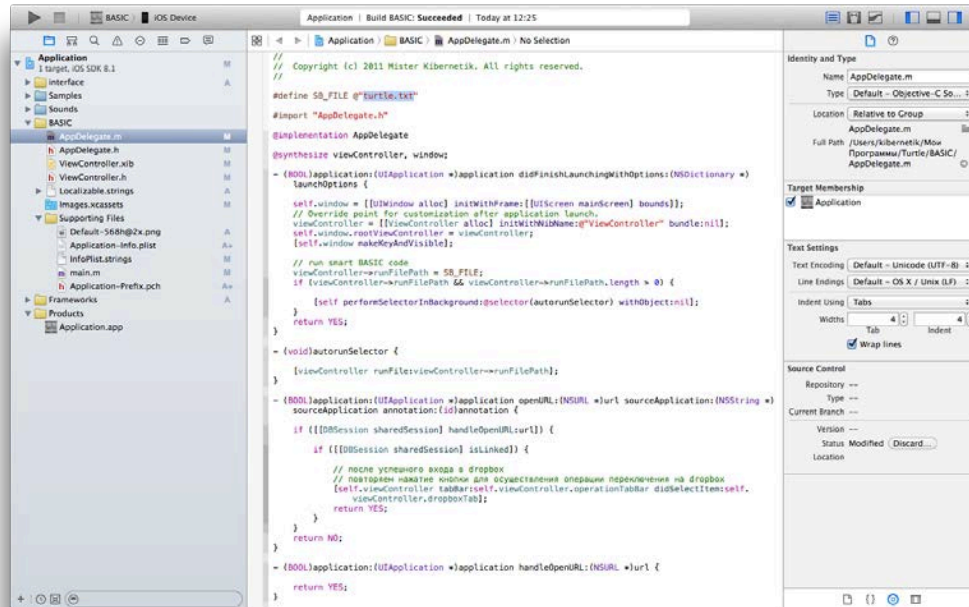 BASIC
iOS Device
Application | Build BASIC: Succeeded | Today at 12:25
Application
BASIC
AppDelegate.m
No Selection
Application
1 target, iOS SDK 8.1
M
interface
A
Samples
Sounds
BASIC
AppDelegate.m
M
AppDelegate.h
M
ViewController.xib
M
ViewController.h
M
Localizable.strings
A
Images.xcassets
M
Supporting Files
Default-568h@2x.png
A
Application-Info.plist
A+
InfoPlist.strings
M
main.m
M
Application-Prefix.pch
A+
Frameworks
A
Products
Application.app
//
// Copyright (c) 2011 Mister Kibernetik. All rights reserved.
//
#define SB_FILE @"turtle.txt"
#import "AppDelegate.h"
@implementation AppDelegate
@synthesize viewController, window;
- (BOOL)application:(UIApplication *)application didFinishLaunchingWithOptions:(NSDictionary *)
launchOptions {
self.window = [[UIWindow alloc] initWithFrame:[[UIScreen mainScreen] bounds]];
// Override point for customization after application launch.
viewController = [[ViewController alloc] initWithNibName:@"ViewController" bundle:nil];
self.window.rootViewController = viewController;
[self.window makeKeyAndVisible];
// run smart BASIC code
viewController->runFilePath = SB_FILE;
if (viewController->runFilePath && viewController->runFilePath.length > 0) {
[self performSelectorInBackground:@selector(autorunSelector) withObject:nil];
}
return YES;
}
- (void)autorunSelector {
[viewController runFile:viewController->runFilePath];
}
- (BOOL)application:(UIApplication *)application openURL:(NSURL *)url sourceApplication:(NSString *)
sourceApplication annotation:(id)annotation {
if ([[DBSession sharedSession] handleOpenURL:url]) {
if ([[DBSession sharedSession] isLinked]) {
// после успешного входа в dropbox
// повторяем нажатие кнопки для осуществления операции переключения на dropbox
[self.viewController tabBar:self.viewController.operationTabBar didSelectItem:self.
viewController.dropboxTab];
return YES;
}
}
return NO;
}
- (BOOL)application:(UIApplication *)application handleOpenURL:(NSURL *)url {
return YES;
}
Identity and Type
Name AppDelegate.m
Type Default - Objective-C So...
Location Relative to Group
AppDelegate.m
Full Path /Users/kibernetik/Мои
Программы/Turtle/BASIC/
AppDelegate.m
Target Membership
Application
Text Settings
Text Encoding Default - Unicode (UTF-8)
Line Endings Default - OS X / Unix (LF)
Indent Using Tabs
Widths 4 4
Tab Indent
Wrap lines
Source Control
Repository --
Type --
Current Branch --
Version --
Status Modified Discard...
Location